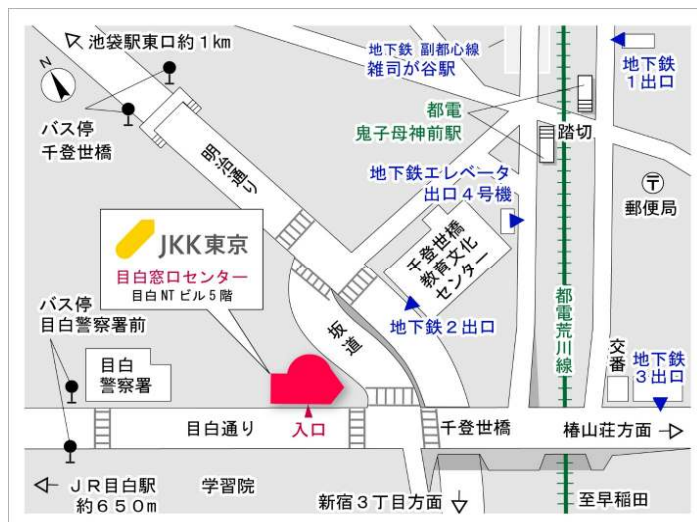 池袋駅東口約1km
N
バス停
千登世橋
明治通り
地下鉄 副都心線
雑司が谷駅
地下鉄
1出口
都電
鬼子母神前駅
踏切
地下鉄エレベータ
出口4号機
〒
郵便局
JKK東京
目白窓口センター
目白NTビル5階
千登世橋
教育文化
センター
バス停
目白警察署前
坂道
地下鉄2出口
都電荒川線
目白
警察署
交番
地下鉄
3出口
目白通り
入口
千登世橋
椿山荘方面
JR目白駅
約650m
学習院
新宿3丁目方面
至早稲田